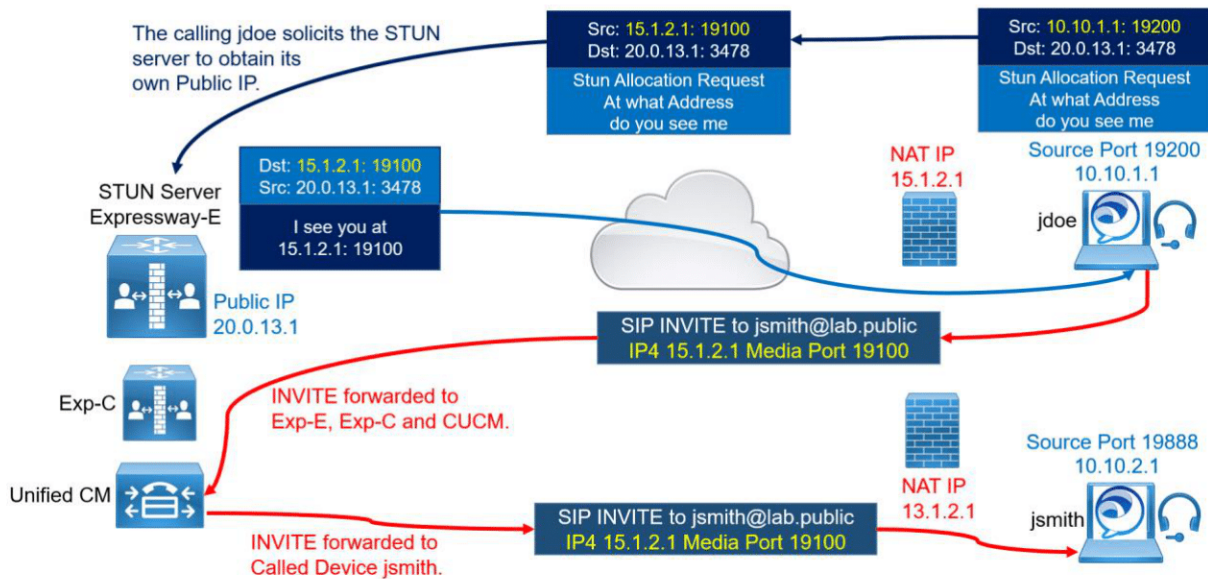 The calling jdoe solicits the STUN
server to obtain its
own Public IP.
Src: 15.1.2.1: 19100
Dst: 20.0.13.1: 3478
Stun Allocation Request
At what Address
do you see me
Src: 10.10.1.1: 19200
Dst: 20.0.13.1: 3478
Stun Allocation Request
At what Address
do you see me
STUN Server
Expressway-E
Dst: 15.1.2.1: 19100
Src: 20.0.13.1: 3478
I see you at
15.1.2.1: 19100
Public IP
20.0.13.1
NAT IP
15.1.2.1
Source Port 19200
10.10.1.1
jdoe
SIP INVITE to jsmith@lab.public
IP4 15.1.2.1 Media Port 19100
Exp-C
INVITE forwarded to
Exp-E, Exp-C and CUCM.
Unified CM
INVITE forwarded to
Called Device jsmith.
SIP INVITE to jsmith@lab.public
IP4 15.1.2.1 Media Port 19100
NAT IP
13.1.2.1
Source Port 19888
10.10.2.1
jsmith